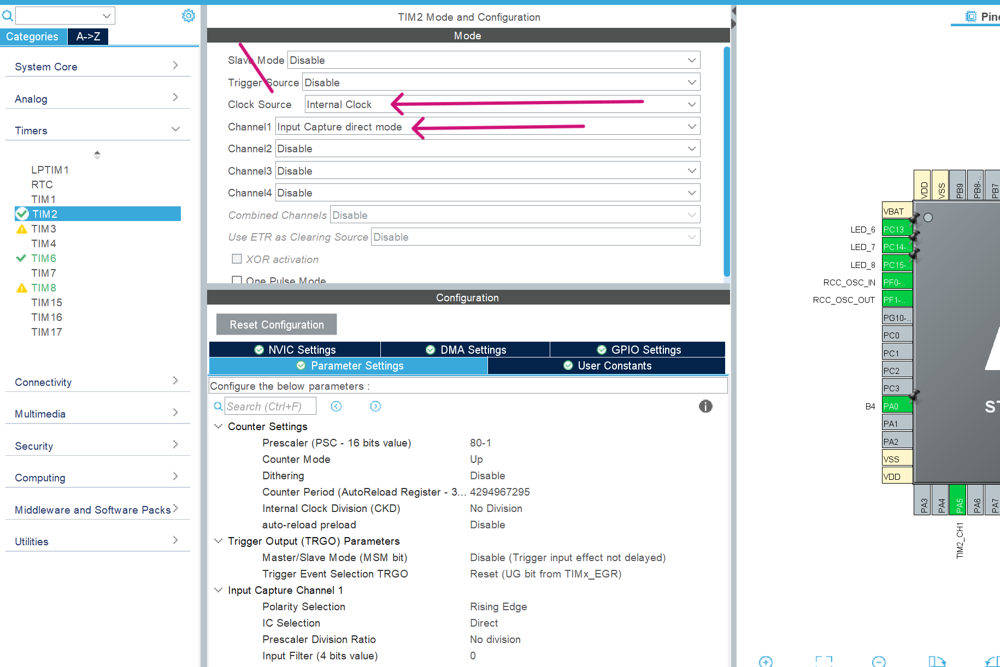 Categories
A->Z
System Core
Analog
Timers
LPTIM1
RTC
TIM1
TIM2
TIM3
TIM4
TIM6
TIM7
TIM8
TIM15
TIM16
TIM17
Connectivity
Multimedia
Security
Computing
Middleware and Software Packs
Utilities
TIM2 Mode and Configuration
Mode
Slave Mode Disable
Trigger Source Disable
Clock Source Internal Clock
Channel1 Input Capture direct mode
Channel2 Disable
Channel3 Disable
Channel4 Disable
Combined Channels Disable
Use ETR as Clearing Source Disable
XOR activation
One Pulse Mode
Configuration
Reset Configuration
NVIC Settings
DMA Settings
GPIO Settings
Parameter Settings
User Constants
Configure the below parameters :
Search (Ctrl+F)
Counter Settings
Prescaler (PSC - 16 bits value) 80-1
Counter Mode Up
Dithering Disable
Counter Period (AutoReload Register - 3... 4294967295
Internal Clock Division (CKD) No Division
auto-reload preload Disable
Trigger Output (TRGO) Parameters
Master/Slave Mode (MSM bit) Disable (Trigger input effect not delayed)
Trigger Event Selection TRGO Reset (UG bit from TIMx_EGR)
Input Capture Channel 1
Polarity Selection Rising Edge
IC Selection Direct
Prescaler Division Ratio No division
Input Filter (4 bits value) 0
VDD
VSS
PB9
PB8-..
PB7
VBAT
LED_6 PC13
LED_7 PC14-..
LED_8 PC15-..
RCC_OSC_IN PF0-..
RCC_OSC_OUT PF1-..
PG10-..
PC0
PC1
PC2
PC3
B4 PA0
PA1
PA2
VSS
VDD
PA3
PA4
PA5
PA6
PA7
TIM2_CH1